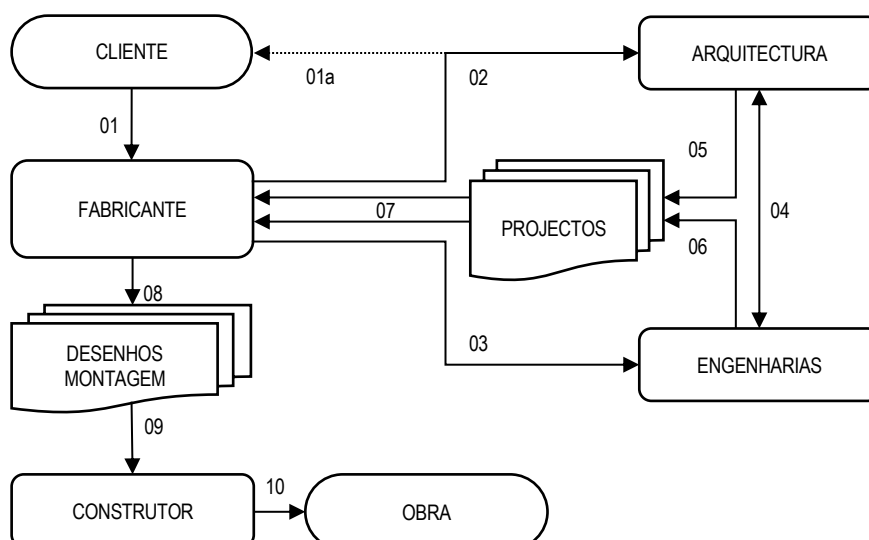 CLIENTE
ARQUITECTURA
01a
02
01
05
FABRICANTE
07
PROJECTOS
04
06
08
DESENHOS
MONTAGEM
03
ENGENHARIAS
09
10
CONSTRUTOR
OBRA